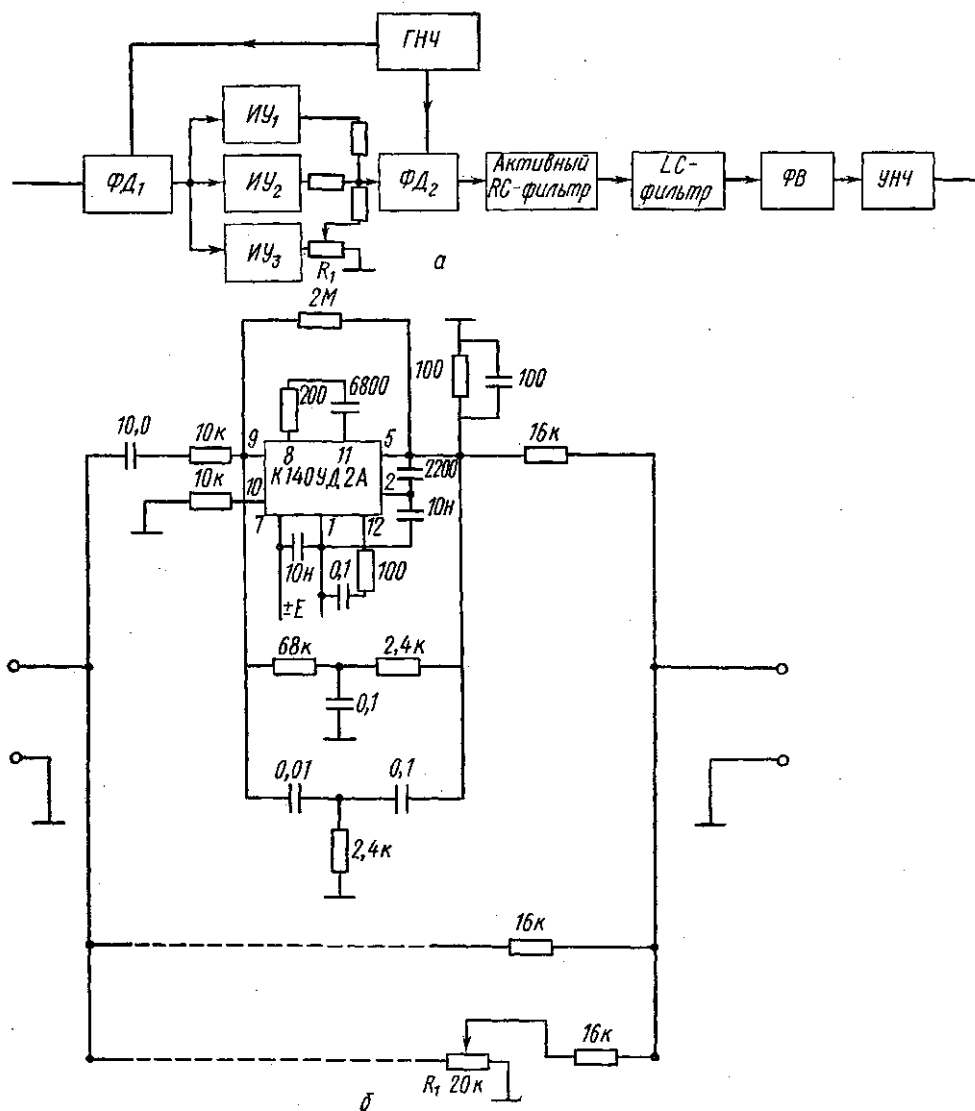 ГНЧ
ИУ₁
ФД₁
ИУ₂
ФД₂
Активный
RC-фильтр
LC-
фильтр
ФВ
УНЧ
ИУ₃
R₁
а
2М
100
100
200
6800
10,0
10к
9
8
11
5
16к
К140УД2А
2200
10к
10
2
10н
7
1
12
10н
0,1
100
±Е
68к
2,4к
0,1
0,01
0,1
2,4к
16к
16к
R₁ 20к
б